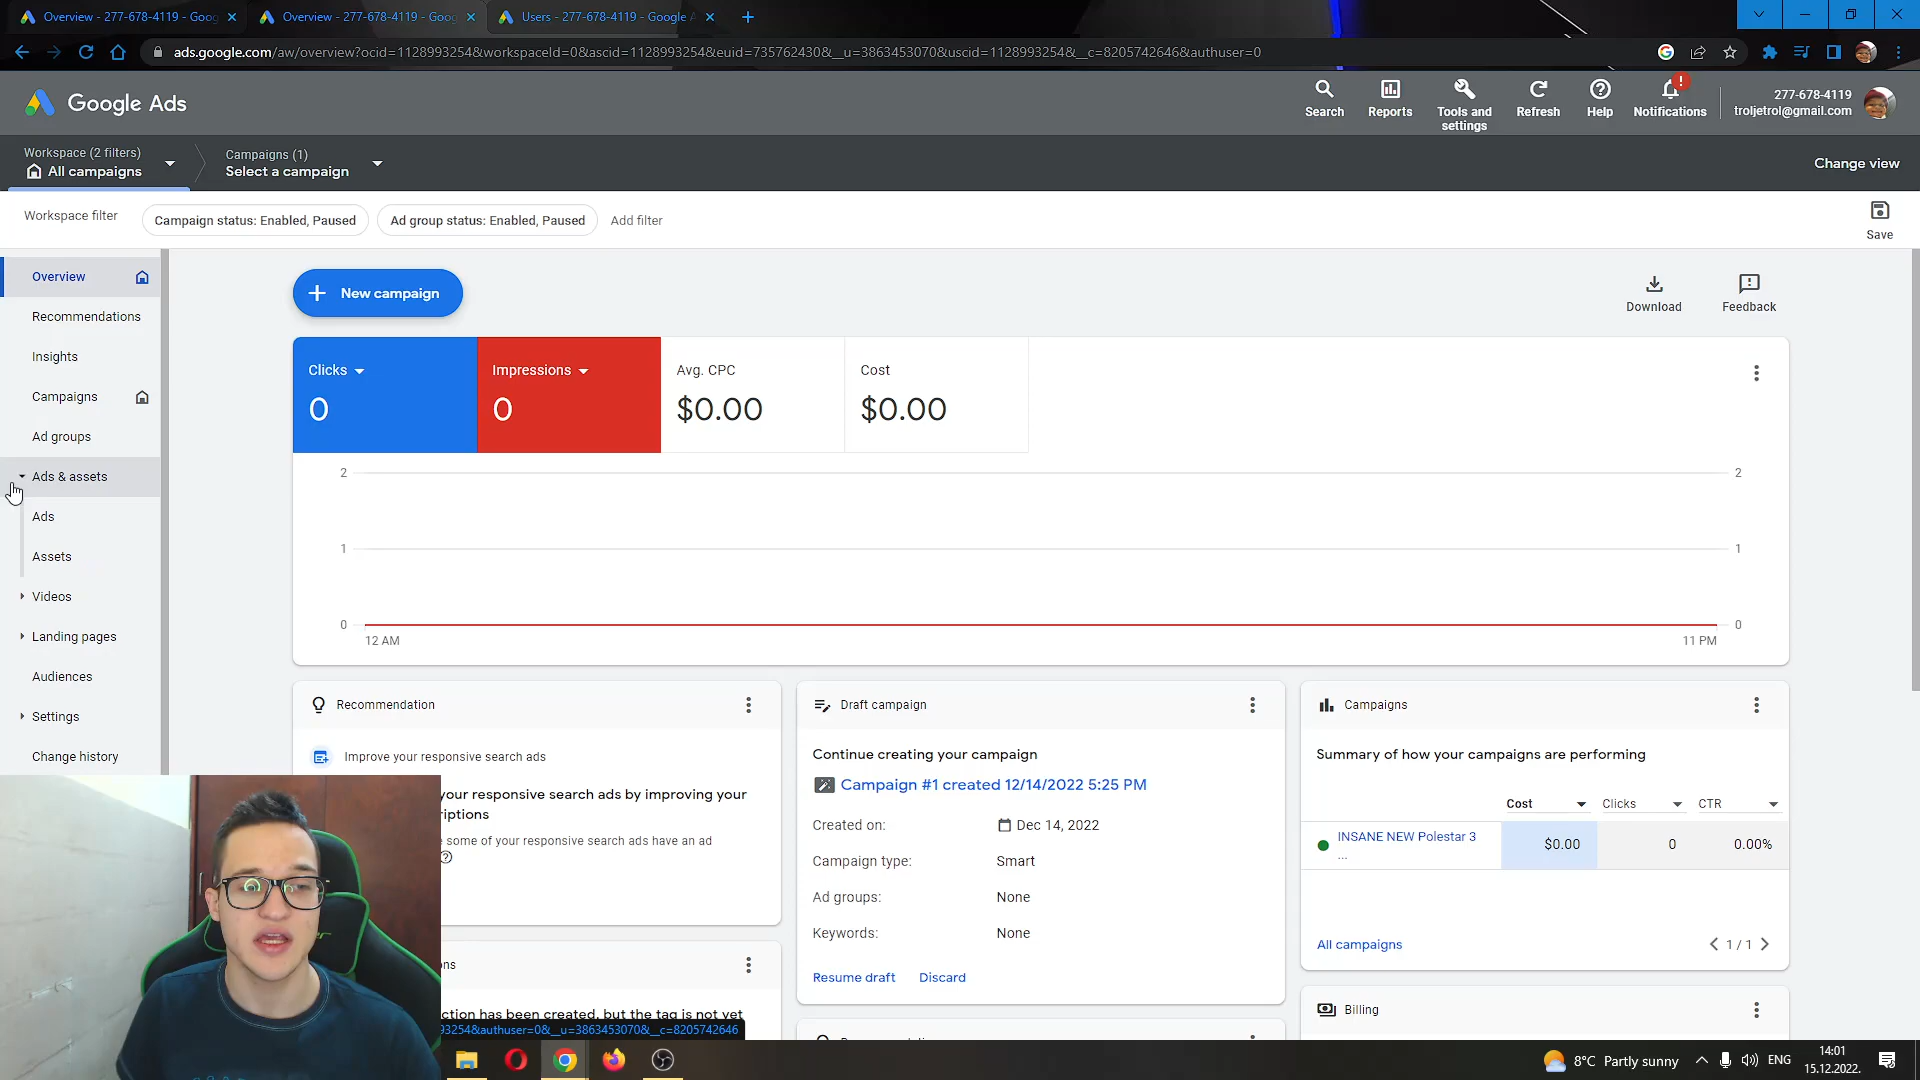 Overview - 277-678-4119 - Goog
Overview - 277-678-4119 - Goog
Users - 277-678-4119 - Google A
ads.google.com/aw/overview?ocid=1128993254&workspaceId=0&ascid=1128993254&euid=735762430&__u=3863453070&uscid=1128993254&__c=8205742646&authuser=0
Google Ads
Search
Reports
Tools and
settings
Refresh
Help
Notifications
277-678-4119
troljetrol@gmail.com
Workspace (2 filters)
All campaigns
Campaigns (1)
Select a campaign
Change view
Workspace filter
Campaign status: Enabled, Paused
Ad group status: Enabled, Paused
Add filter
Save
Overview
Recommendations
Insights
Campaigns
Ad groups
Ads & assets
Ads
Assets
Videos
Landing pages
Audiences
Settings
Change history
New campaign
Download
Feedback
Clicks
0
Impressions
0
Avg. CPC
$0.00
Cost
$0.00
2
2
1
1
0
0
12 AM
11 PM
Recommendation
Improve your responsive search ads
your responsive search ads by improving your
iptions
some of your responsive search ads have an ad
ns
ction has been created, but the tag is not yet
93254&authuser=0&__u=3863453070&__c=8205742646
Draft campaign
Continue creating your campaign
Campaign #1 created 12/14/2022 5:25 PM
Created on:
Dec 14, 2022
Campaign type:
Smart
Ad groups:
None
Keywords:
None
Resume draft
Discard
Campaigns
Summary of how your campaigns are performing
Cost
Clicks
CTR
INSANE NEW Polestar 3
...
$0.00
0
0.00%
All campaigns
1 / 1
Billing
8°C Partly sunny
ENG
14:01
15.12.2022.